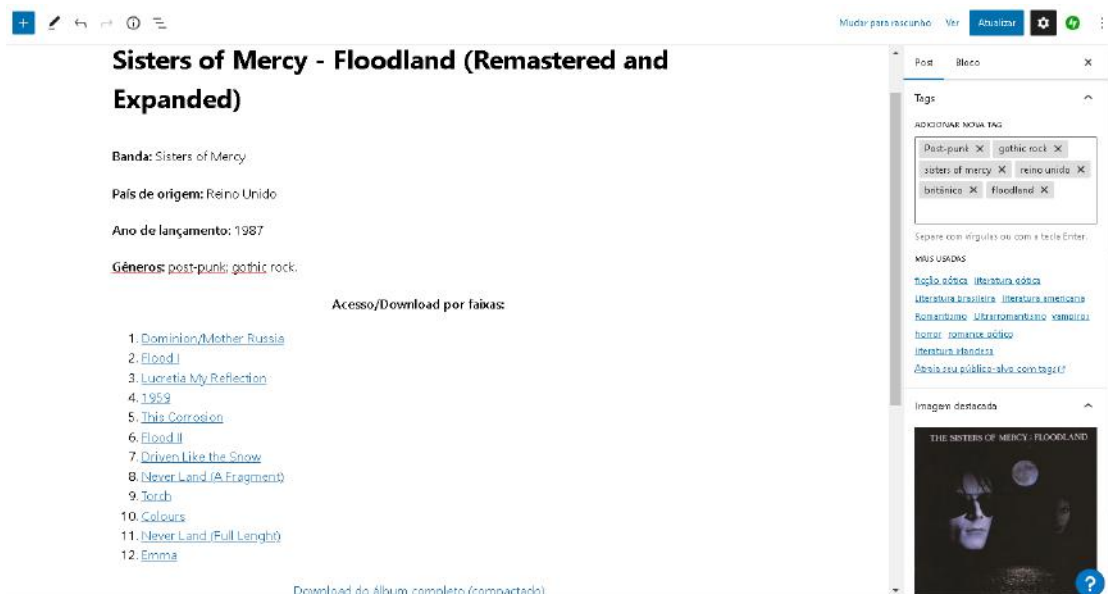 Mudar para rascunho Ver Atualizar
Sisters of Mercy - Floodland (Remastered and
Expanded)
Banda: Sisters of Mercy
País de origem: Reino Unido
Ano de lançamento: 1987
Gêneros: post-punk; gothic rock.
Acesso/Download por faixas:
1. Dominion/Mother Russia
2. Flood I
3. Lucretia My Reflection
4. 1959
5. This Corrosion
6. Flood II
7. Driven Like the Snow
8. Never Land (A Fragment)
9. Torch
10. Colours
11. Never Land (Full Lenght)
12. Emma
Download do álbum completo (compactado)
Post Bloco
Tags
ADICIONAR NOVA TAG
Post-punk gothic rock
sisters of mercy reino unido
britânico floodland
Separe com vírgulas ou com a tecla Enter.
MAIS USADAS
ficção gótica literatura gótica
Literatura brasileira literatura americana
Romantismo Ultrarromantismo vampiros
horror romance gótico
literatura irlandesa
Atraia seu público-alvo com tags
Imagem destacada
THE SISTERS OF MERCY : FLOODLAND
?